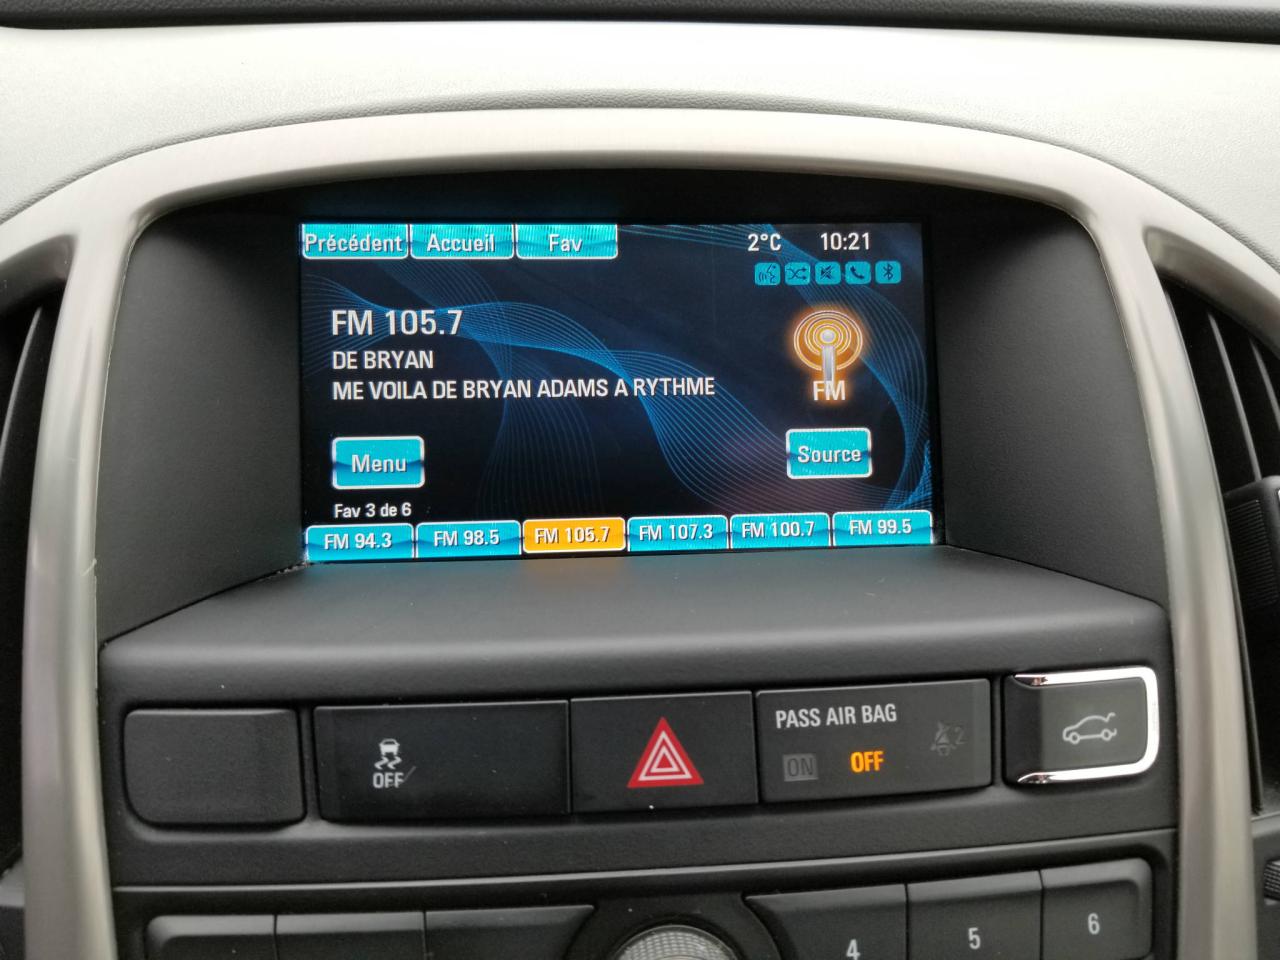 Précédent Accueil Fav 2°C 10:21
FM 105.7
DE BRYAN
ME VOILA DE BRYAN ADAMS A RYTHME
FM
Menu Source
Fav 3 de 6
FM 94.3 FM 98.5 FM 105.7 FM 107.3 FM 100.7 FM 99.5
PASS AIR BAG
OFF ON OFF 2
4 5 6